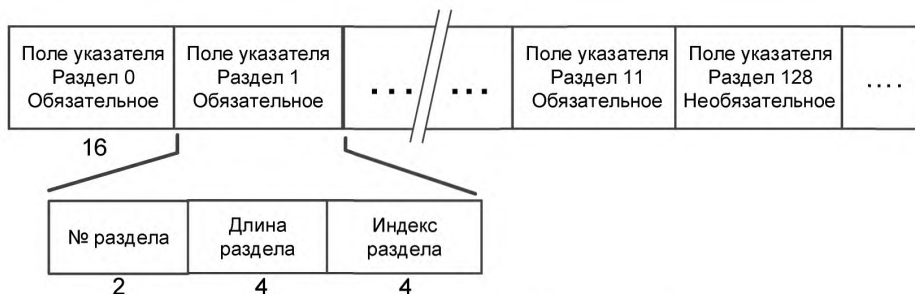 Поле указателя
Раздел 0
Обязательное
Поле указателя
Раздел 1
Обязательное
... ...
Поле указателя
Раздел 11
Обязательное
Поле указателя
Раздел 128
Необязательное
....
16
№ раздела
Длина
раздела
Индекс
раздела
2
4
4